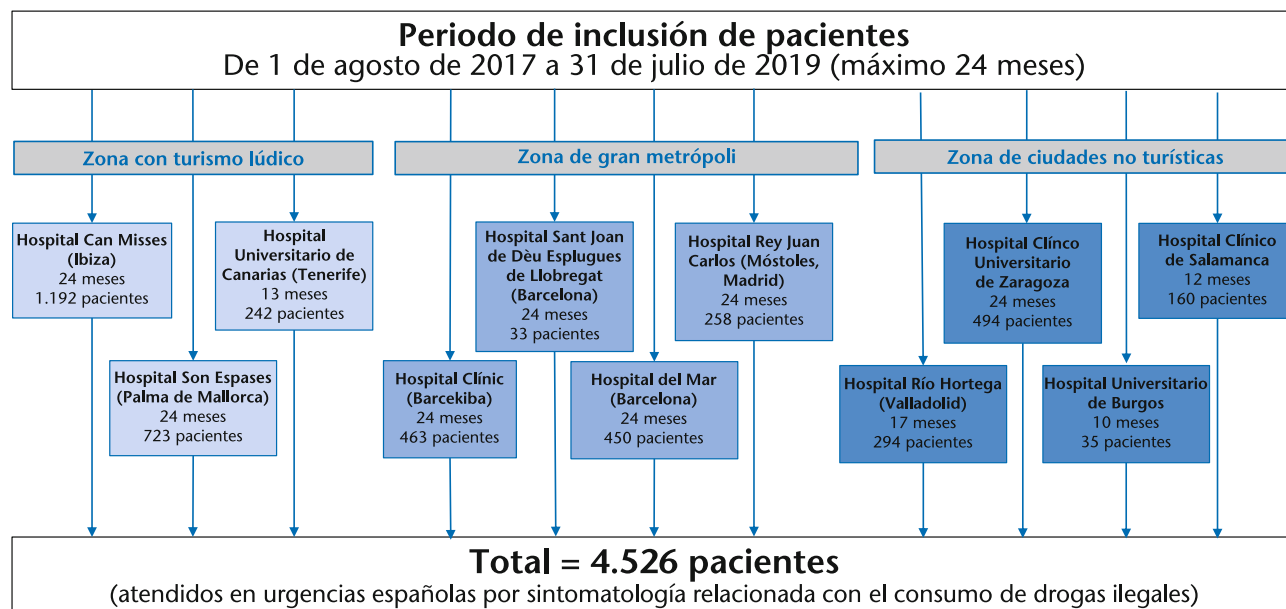 Periodo de inclusión de pacientes
De 1 de agosto de 2017 a 31 de julio de 2019 (máximo 24 meses)
Zona con turismo lúdico
Hospital Can Misses
(Ibiza)
24 meses
1.192 pacientes
Hospital
Universitario de
Canarias (Tenerife)
13 meses
242 pacientes
Hospital Son Espases
(Palma de Mallorca)
24 meses
723 pacientes
Zona de gran metrópoli
Hospital Sant Joan
de Dèu Esplugues
de Llobregat
(Barcelona)
24 meses
33 pacientes
Hospital Rey Juan
Carlos (Móstoles,
Madrid)
24 meses
258 pacientes
Hospital Clínic
(Barcekiba)
24 meses
463 pacientes
Hospital del Mar
(Barcelona)
24 meses
450 pacientes
Zona de ciudades no turísticas
Hospital Clínco
Universitario
de Zaragoza
24 meses
494 pacientes
Hospital Clínico
de Salamanca
12 meses
160 pacientes
Hospital Río Hortega
(Valladolid)
17 meses
294 pacientes
Hospital Universitario
de Burgos
10 meses
35 pacientes
Total = 4.526 pacientes
(atendidos en urgencias españolas por sintomatología relacionada con el consumo de drogas ilegales)